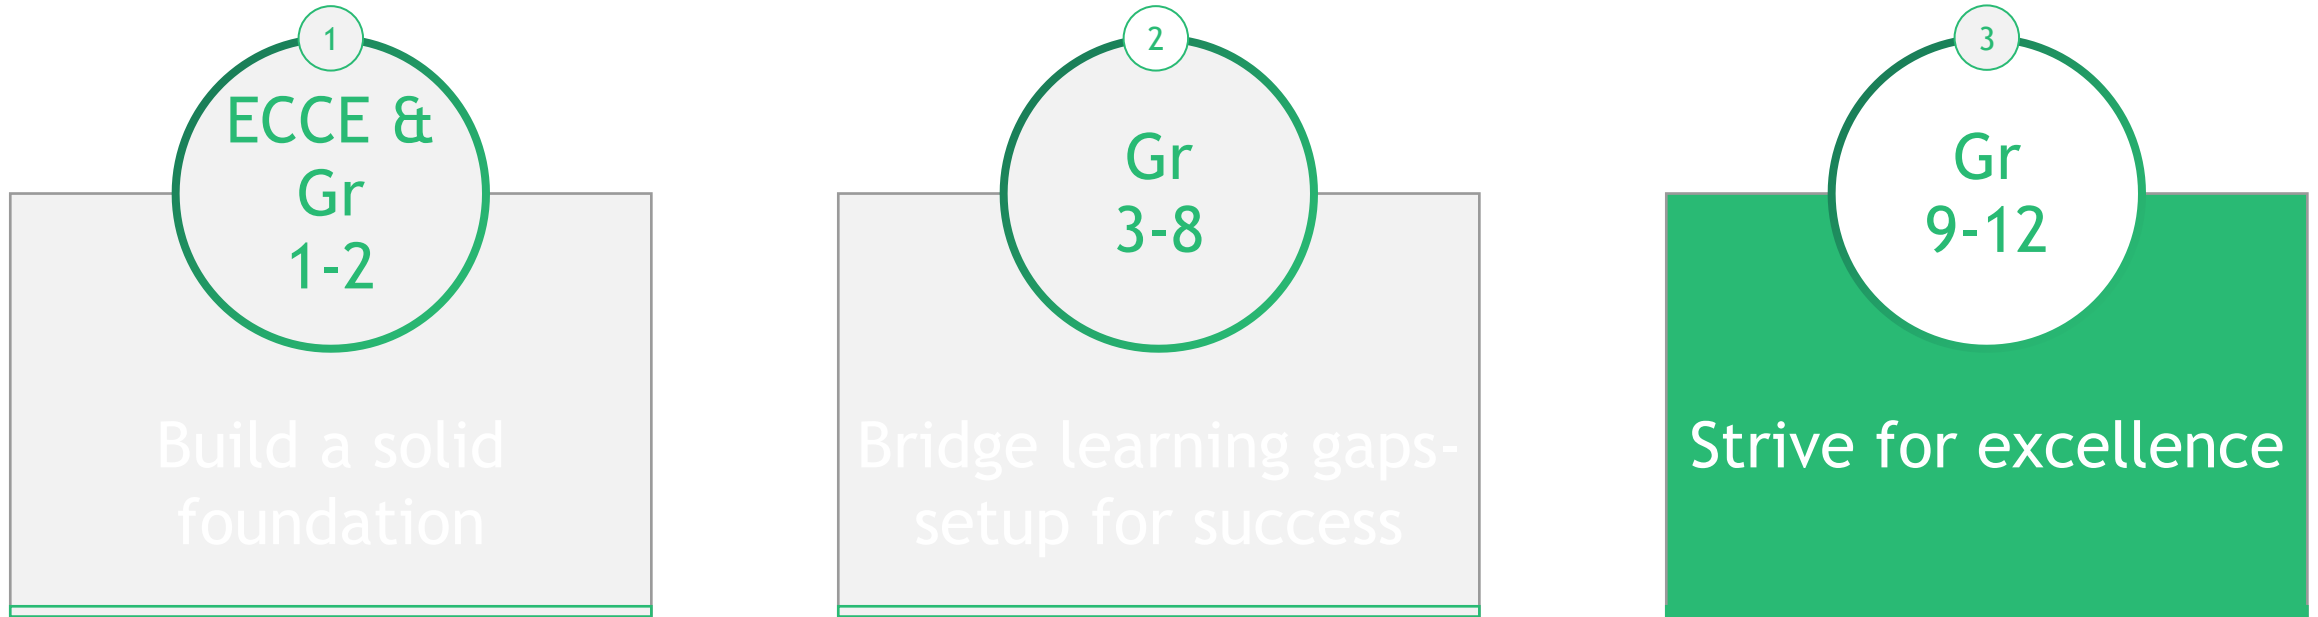 1
ECCE &
Gr
1-2
Build a solid
foundation
2
Gr
3-8
Bridge learning gaps-
setup for success
3
Gr
9-12
Strive for excellence